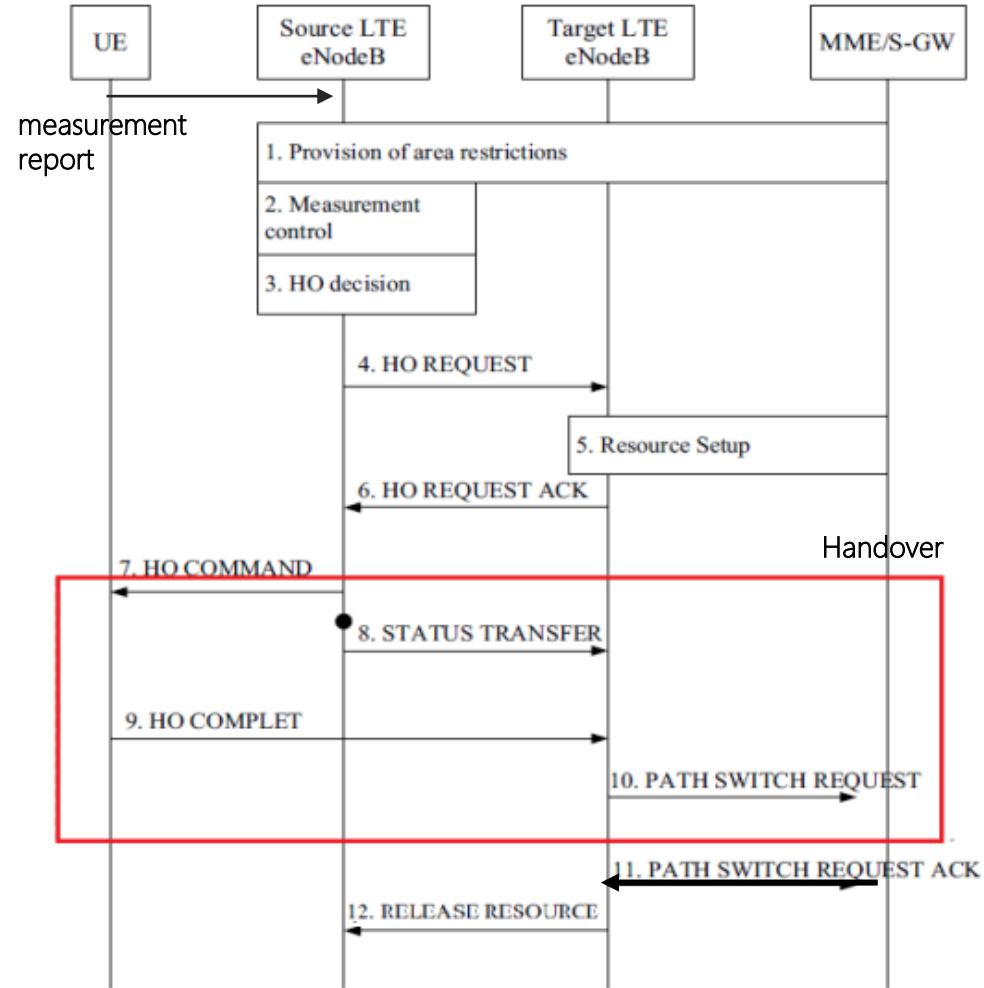 UE
Source LTE
eNodeB
Target LTE
eNodeB
MME/S-GW
measurement
report
1. Provision of area restrictions
2. Measurement
control
3. HO decision
4. HO REQUEST
5. Resource Setup
6. HO REQUEST ACK
Handover
7. HO COMMAND
8. STATUS TRANSFER
9. HO COMPLET
10. PATH SWITCH REQUEST
11. PATH SWITCH REQUEST ACK
12. RELEASE RESOURCE